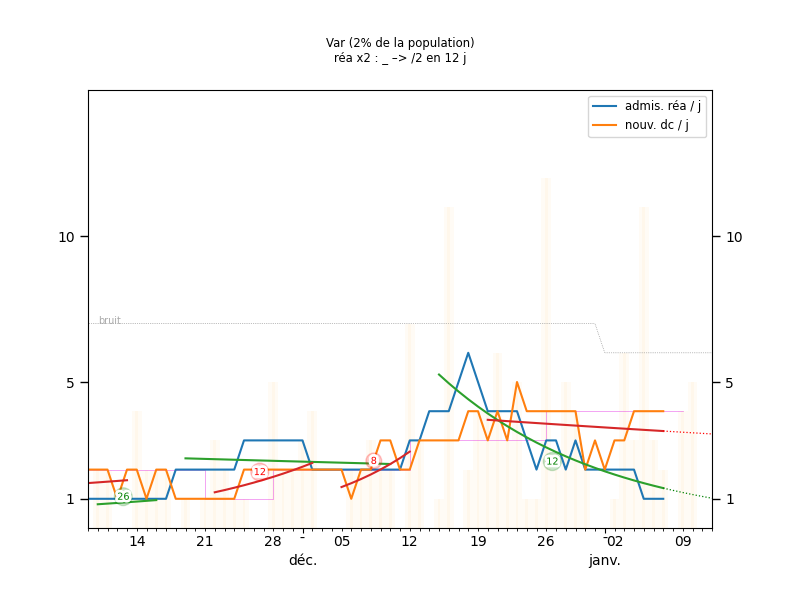 Var (2% de la population)
réa x2 : _ –> /2 en 12 j
admis. réa / j
nouv. dc / j
10
10
bruit
5
5
26
12
8
12
1
1
14
21
28
05
12
19
26
02
09
déc.
janv.